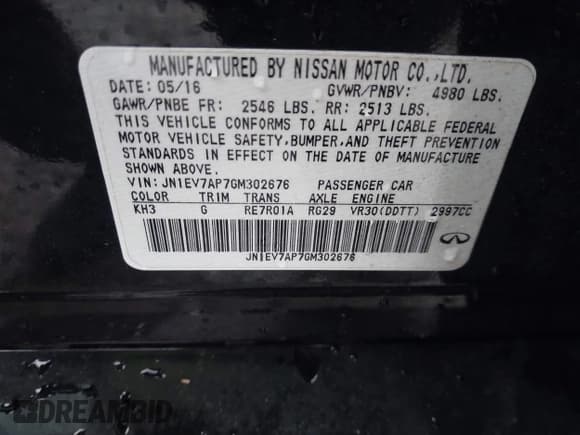 MANUFACTURED BY NISSAN MOTOR CO.,LTD.
DATE: 05/16 GVWR/PNBV: 4980 LBS.
GAWR/PNBE FR: 2546 LBS. RR: 2513 LBS.
THIS VEHICLE CONFORMS TO ALL APPLICABLE FEDERAL
MOTOR VEHICLE SAFETY, BUMPER, AND THEFT PREVENTION
STANDARDS IN EFFECT ON THE DATE OF MANUFACTURE
SHOWN ABOVE.
VIN: JN1EV7AP7GM302676 PASSENGER CAR
COLOR TRIM TRANS AXLE ENGINE
KH3 G RE7R01A RG29 VR30(DDTT) 2997CC
JN1EV7AP7GM302676
DREAMBID